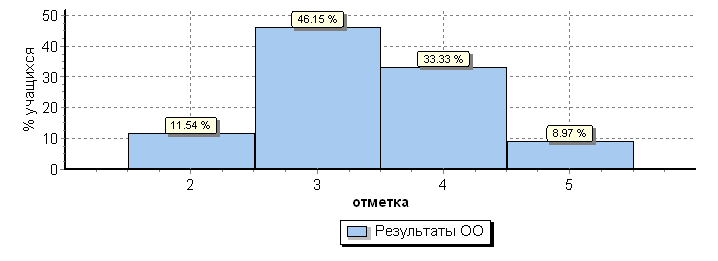 % учащихся
50
40
30
20
10
0
11.54 %
46.15 %
33.33 %
8.97 %
2 3 4 5
отметка
Результаты ОО